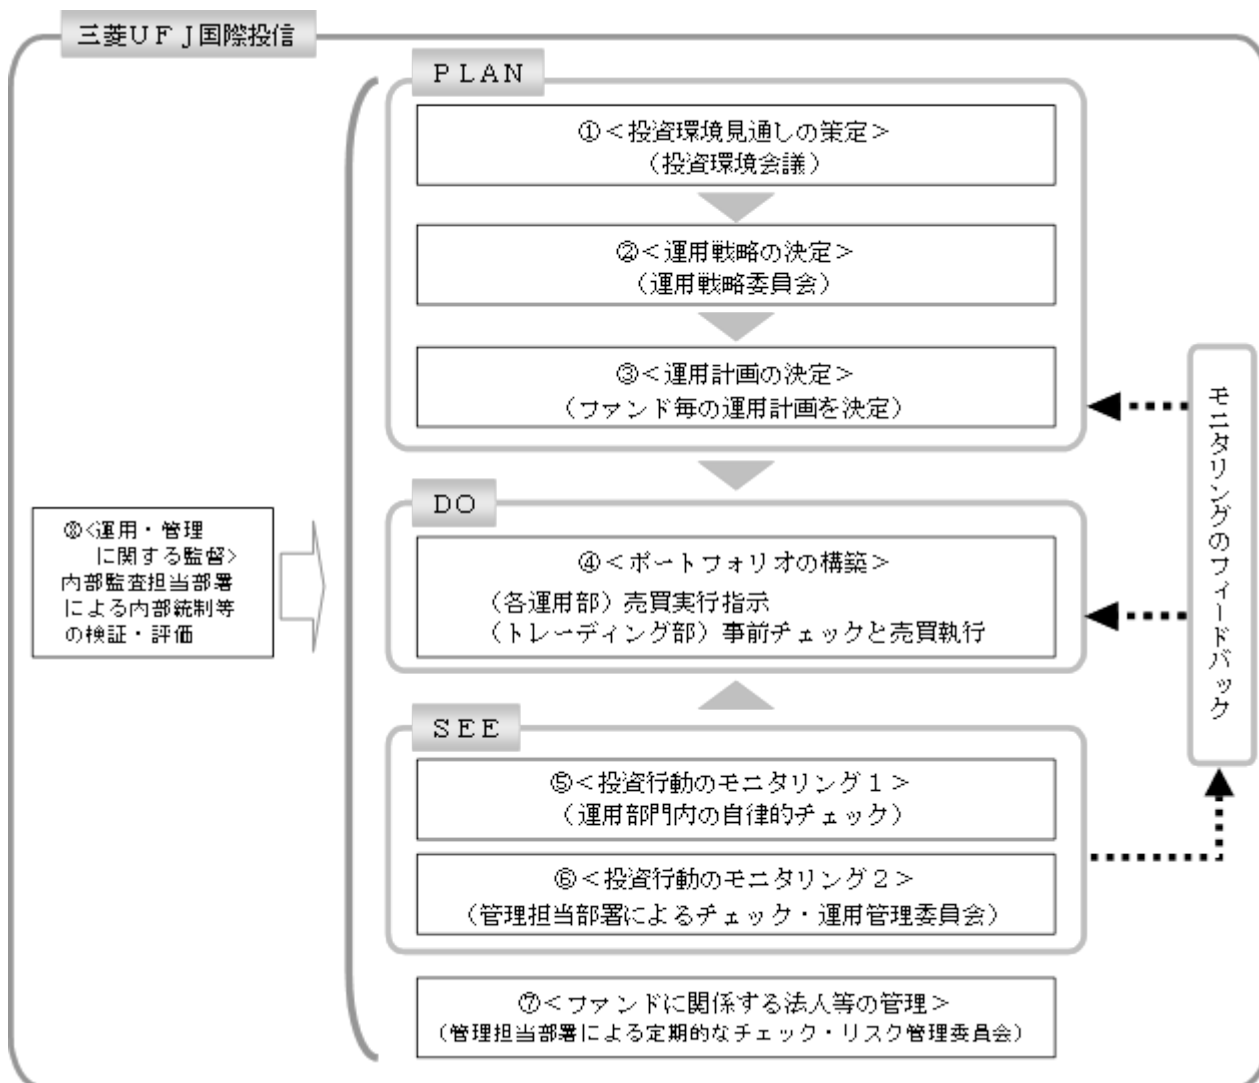 三菱UFJ国際投信
PLAN
①<投資環境見通しの策定>
(投資環境会議)
②<運用戦略の決定>
(運用戦略委員会)
③<運用計画の決定>
(ファンド毎の運用計画を決定)
DO
④<ポートフォリオの構築>
(各運用部)売買実行指示
(トレーディング部)事前チェックと売買執行
SEE
⑤<投資行動のモニタリング1>
(運用部門内の自律的チェック)
⑥<投資行動のモニタリング2>
(管理担当部署によるチェック・運用管理委員会)
⑦<ファンドに関係する法人等の管理>
(管理担当部署による定期的なチェック・リスク管理委員会)
⑧<運用・管理
に関する監督>
内部監査担当部署
による内部統制等
の検証・評価
モニタリングのフィードバック